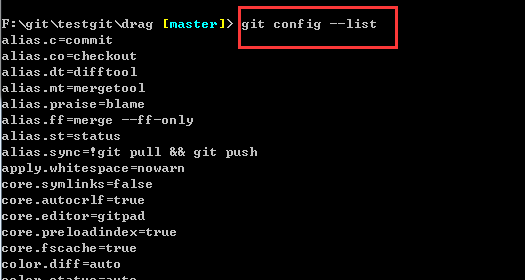 F:\git\testgit\drag [master]> git config --list
alias.c=commit
alias.co=checkout
alias.dt=difftool
alias.mt=mergetool
alias.praise=blame
alias.ff=merge --ff-only
alias.st=status
alias.sync=!git pull && git push
apply.whitespace=nowarn
core.symlinks=false
core.autocrlf=true
core.editor=gitpad
core.preloadindex=true
core.fscache=true
color.diff=auto
color.status=auto